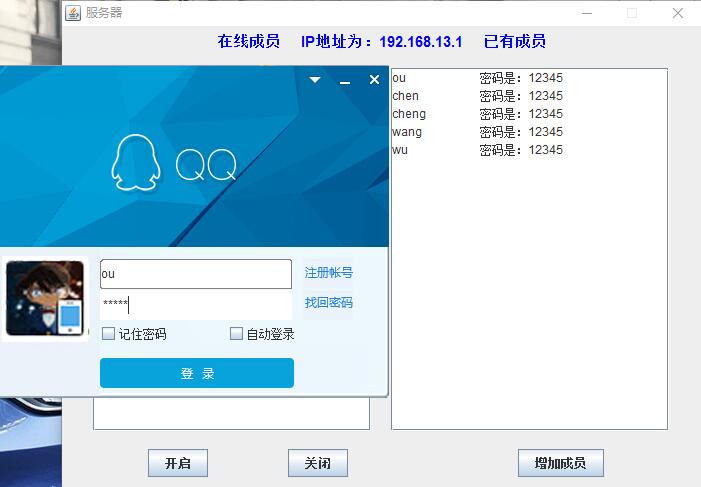 服务器
在线成员 IP地址为：192.168.13.1 已有成员
ou 密码是：12345
chen 密码是：12345
cheng 密码是：12345
wang 密码是：12345
wu 密码是：12345
QQ
ou
注册帐号
*****
找回密码
记住密码 自动登录
登 录
开启 关闭 增加成员